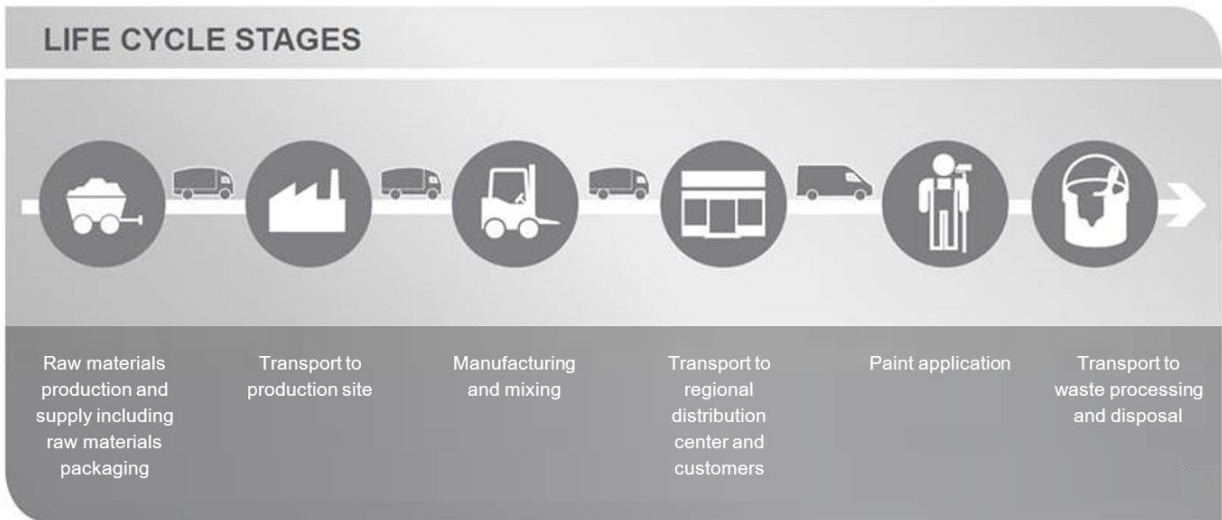 LIFE CYCLE STAGES
Raw materials
production and
supply including
raw materials
packaging
Transport to
production site
Manufacturing
and mixing
Transport to
regional
distribution
center and
customers
Paint application
Transport to
waste processing
and disposal